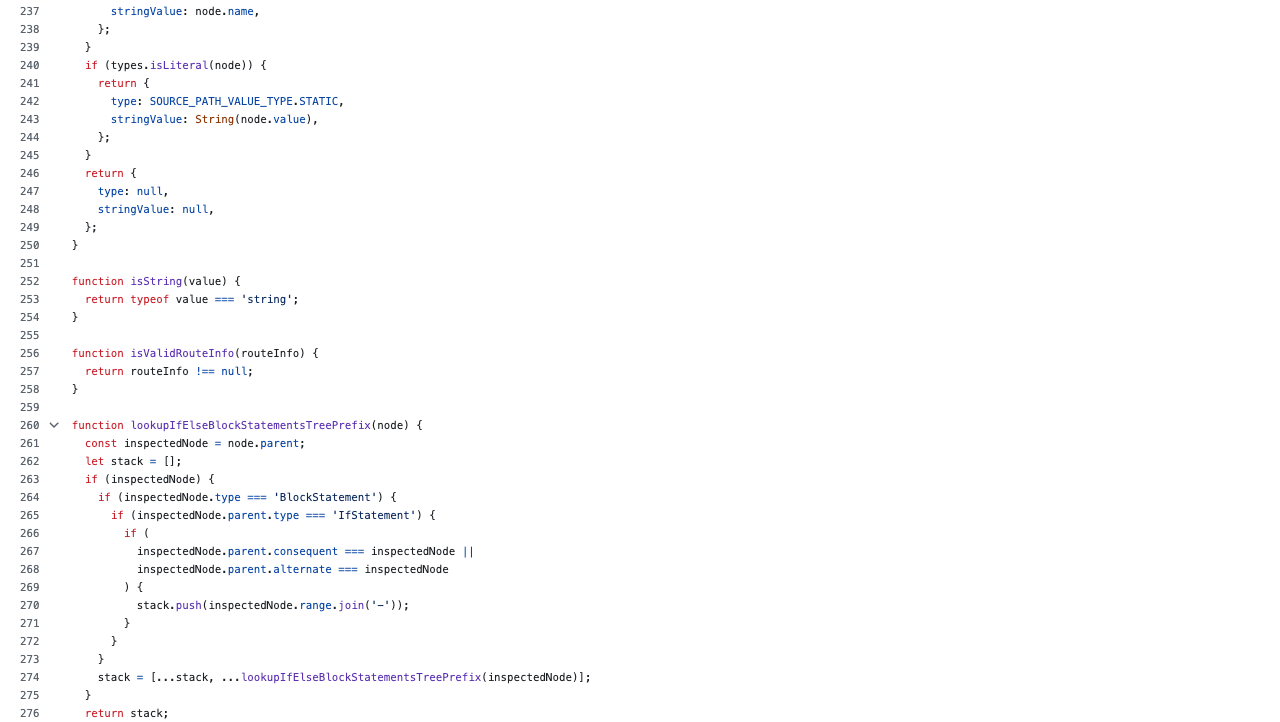 237 stringValue: node.name,
238 };
239 }
240 if (types.isLiteral(node)) {
241 return {
242 type: SOURCE_PATH_VALUE_TYPE.STATIC,
243 stringValue: String(node.value),
244 };
245 }
246 return {
247 type: null,
248 stringValue: null,
249 };
250 }
251
252 function isString(value) {
253 return typeof value === 'string';
254 }
255
256 function isValidRouteInfo(routeInfo) {
257 return routeInfo !== null;
258 }
259
260 function lookupIfElseBlockStatementsTreePrefix(node) {
261 const inspectedNode = node.parent;
262 let stack = [];
263 if (inspectedNode) {
264 if (inspectedNode.type === 'BlockStatement') {
265 if (inspectedNode.parent.type === 'IfStatement') {
266 if (
267 inspectedNode.parent.consequent === inspectedNode ||
268 inspectedNode.parent.alternate === inspectedNode
269 ) {
270 stack.push(inspectedNode.range.join('-'));
271 }
272 }
273 }
274 stack = [...stack, ...lookupIfElseBlockStatementsTreePrefix(inspectedNode)];
275 }
276 return stack;